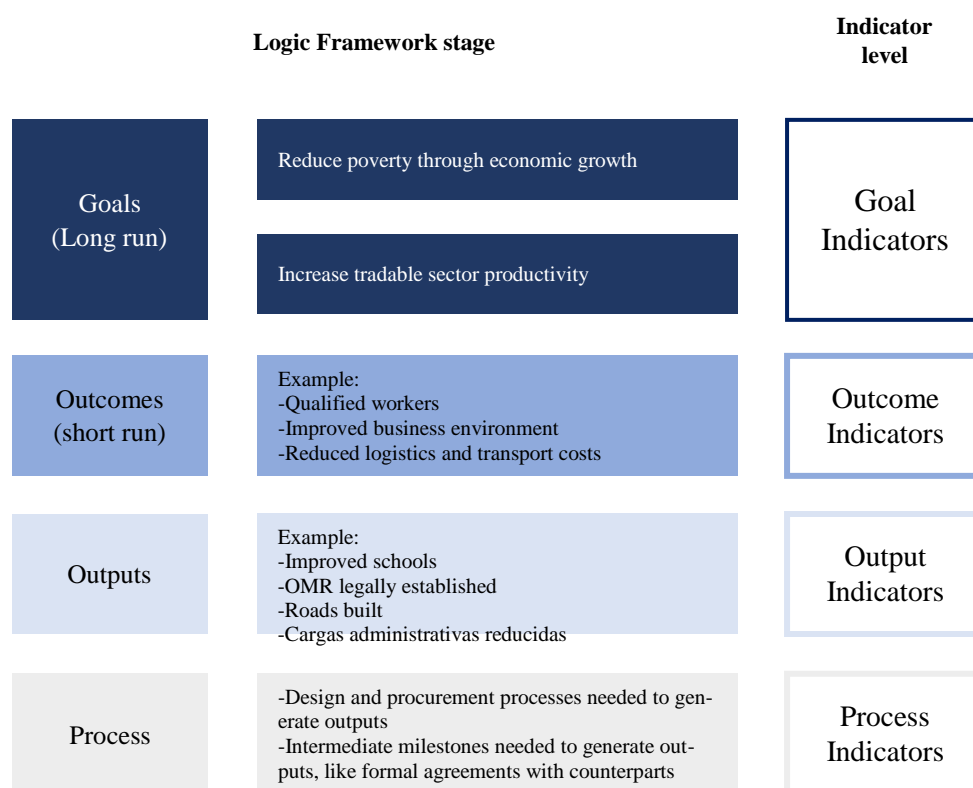 Logic Framework stage
Indicator
level
Goals
(Long run)
Reduce poverty through economic growth
Increase tradable sector productivity
Goal
Indicators
Outcomes
(short run)
Example:
-Qualified workers
-Improved business environment
-Reduced logistics and transport costs
Outcome
Indicators
Outputs
Example:
-Improved schools
-OMR legally established
-Roads built
-Cargas administrativas reducidas
Output
Indicators
Process
-Design and procurement processes needed to gen-
erate outputs
-Intermediate milestones needed to generate out-
puts, like formal agreements with counterparts
Process
Indicators